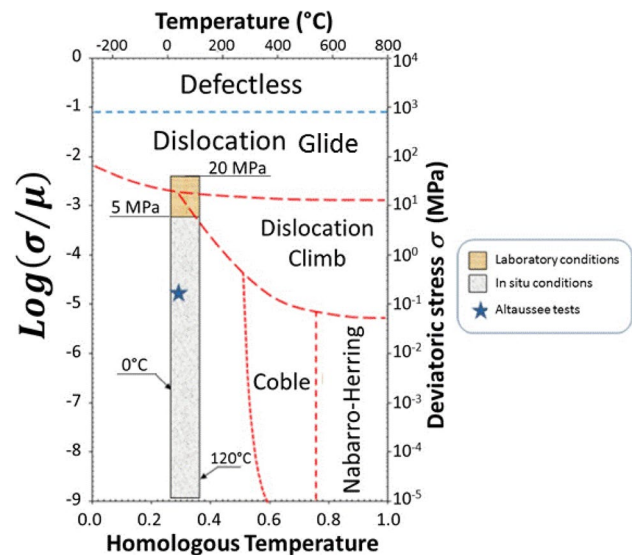 Temperature (°C)
-200 0 200 400 600 800
0
-1
-2
-3
-4
-5
-6
-7
-8
-9
Log(σ/μ)
Defectless
Dislocation Glide
20 MPa
5 MPa
Dislocation
Climb
0°C
Coble
Nabarro-Herring
120°C
10⁴
10³
10²
10¹
10⁰
10⁻¹
10⁻²
10⁻³
10⁻⁴
10⁻⁵
Deviatoric stress σ (MPa)
0.0 0.2 0.4 0.6 0.8 1.0
Homologous Temperature
Laboratory conditions
In situ conditions
Altaussee tests